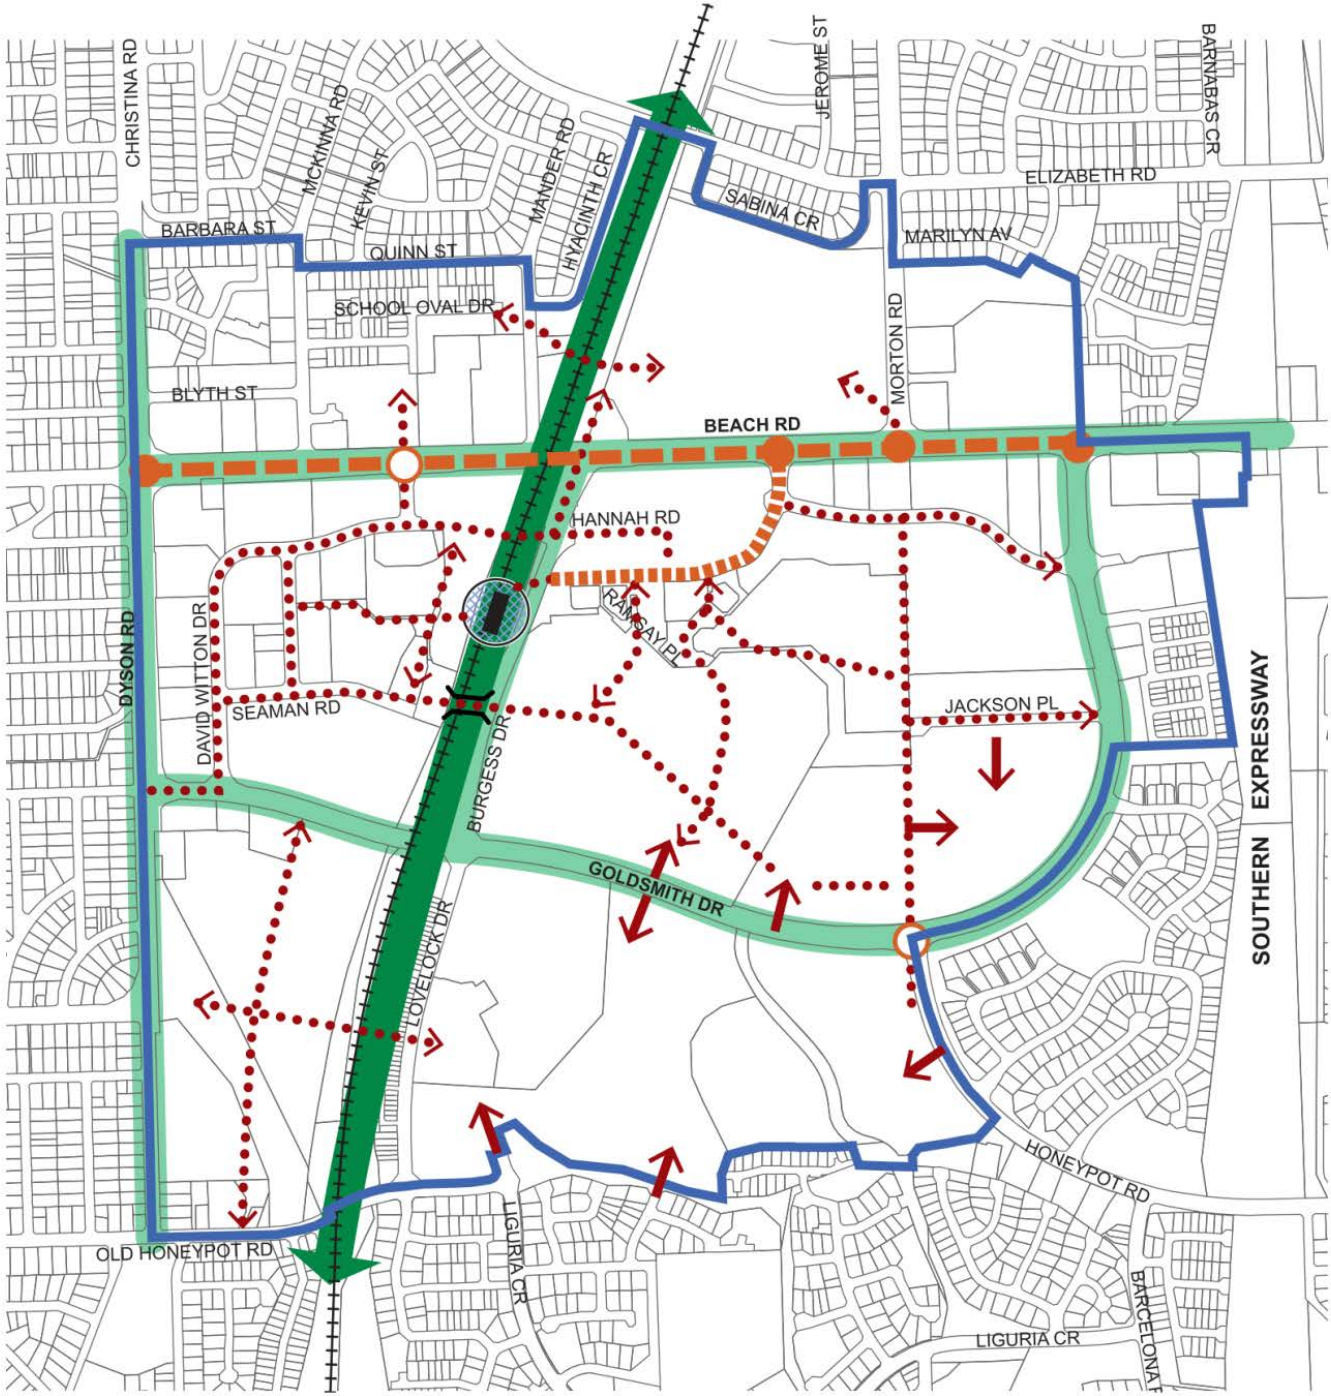 CHRISTINA RD
MCKINNA RD
KEVIN ST
MANDER RD
HYACINTH CR
JEROME ST
BARNABAS CR
ELIZABETH RD
SABINA CR
MARILYN AV
BARBARA ST
QUINN ST
SCHOOL OVAL DR
MORTON RD
BLYTH ST
BEACH RD
HANNAH RD
RAMSAY PL
DYSON RD
DAVID WITTON DR
SEAMAN RD
BURGESS DR
JACKSON PL
SOUTHERN EXPRESSWAY
GOLDSMITH DR
LOVELOCK DR
HONEYPOT RD
OLD HONEYPOT RD
LIGURIA CR
BARCELONA
LIGURIA CR